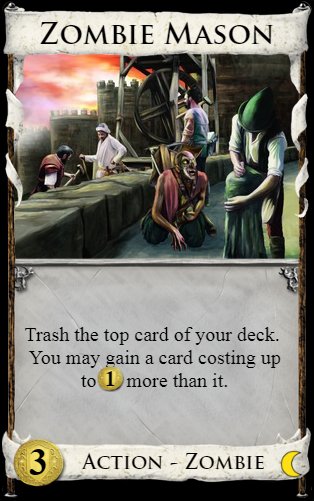 Zombie Mason
Trash the top card of your deck.
You may gain a card costing up
to 1 more than it.
3 Action - Zombie